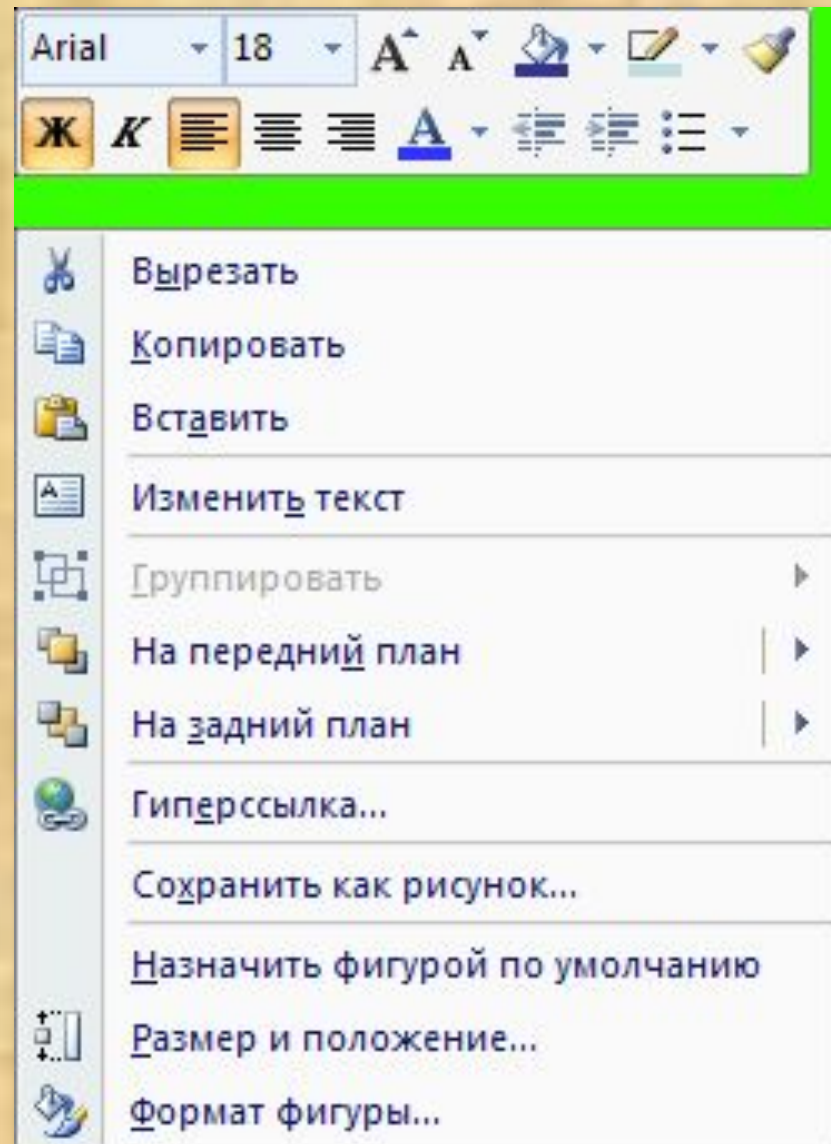 Arial 18 А А
Ж К А
Вырезать
Копировать
Вставить
Изменить текст
Группировать
На передний план
На задний план
Гиперссылка...
Сохранить как рисунок...
Назначить фигурой по умолчанию
Размер и положение...
Формат фигуры...